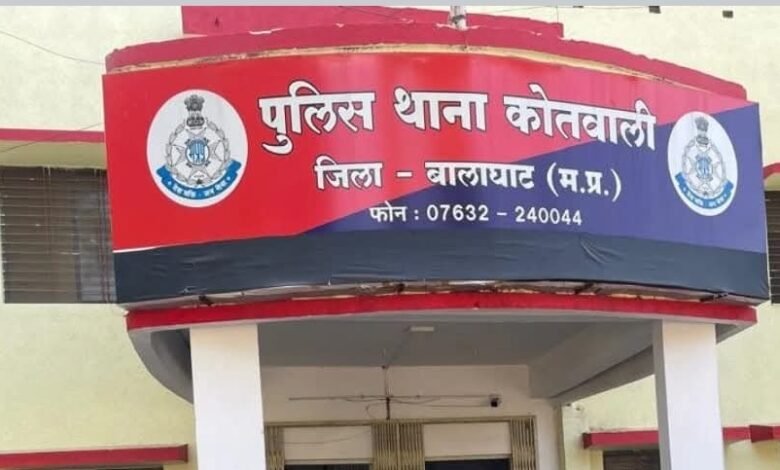 पुलिस थाना कोतवाली
जिला - बालाघाट (म.प्र.)
फोन : 07632 - 240044